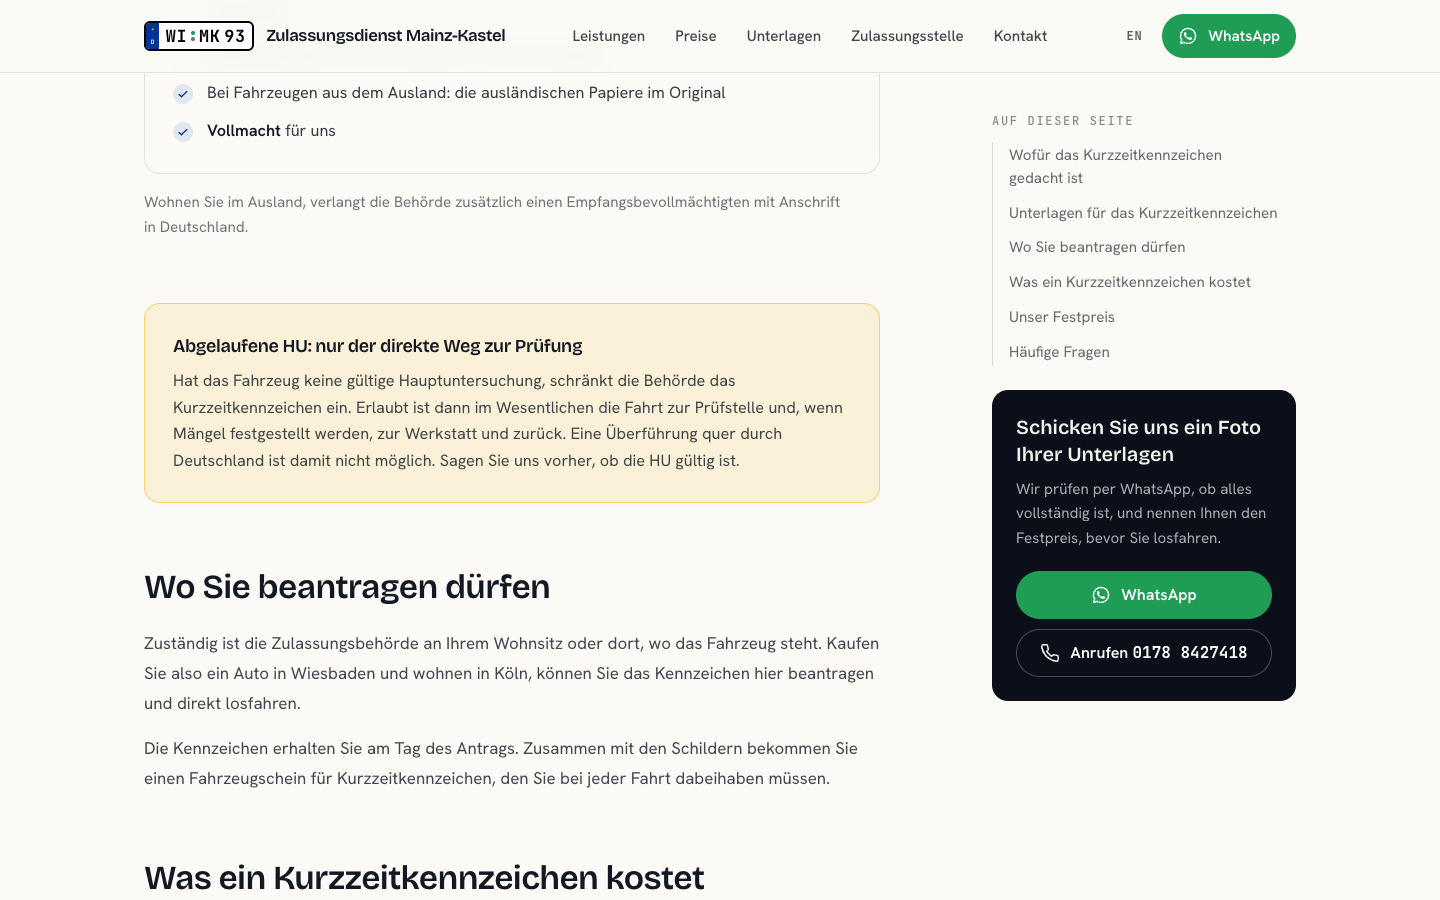 D
WI:MK 93
Zulassungsdienst Mainz-Kastel
Leistungen
Preise
Unterlagen
Zulassungsstelle
Kontakt
EN
WhatsApp
Bei Fahrzeugen aus dem Ausland: die ausländischen Papiere im Original
Vollmacht für uns
Wohnen Sie im Ausland, verlangt die Behörde zusätzlich einen Empfangsbevollmächtigten mit Anschrift
in Deutschland.
Abgelaufene HU: nur der direkte Weg zur Prüfung
Hat das Fahrzeug keine gültige Hauptuntersuchung, schränkt die Behörde das
Kurzzeitkennzeichen ein. Erlaubt ist dann im Wesentlichen die Fahrt zur Prüfstelle und, wenn
Mängel festgestellt werden, zur Werkstatt und zurück. Eine Überführung quer durch
Deutschland ist damit nicht möglich. Sagen Sie uns vorher, ob die HU gültig ist.
Wo Sie beantragen dürfen
Zuständig ist die Zulassungsbehörde an Ihrem Wohnsitz oder dort, wo das Fahrzeug steht. Kaufen
Sie also ein Auto in Wiesbaden und wohnen in Köln, können Sie das Kennzeichen hier beantragen
und direkt losfahren.
Die Kennzeichen erhalten Sie am Tag des Antrags. Zusammen mit den Schildern bekommen Sie
einen Fahrzeugschein für Kurzzeitkennzeichen, den Sie bei jeder Fahrt dabeihaben müssen.
Was ein Kurzzeitkennzeichen kostet
AUF DIESER SEITE
Wofür das Kurzzeitkennzeichen
gedacht ist
Unterlagen für das Kurzzeitkennzeichen
Wo Sie beantragen dürfen
Was ein Kurzzeitkennzeichen kostet
Unser Festpreis
Häufige Fragen
Schicken Sie uns ein Foto
Ihrer Unterlagen
Wir prüfen per WhatsApp, ob alles
vollständig ist, und nennen Ihnen den
Festpreis, bevor Sie losfahren.
WhatsApp
Anrufen 0178 8427418